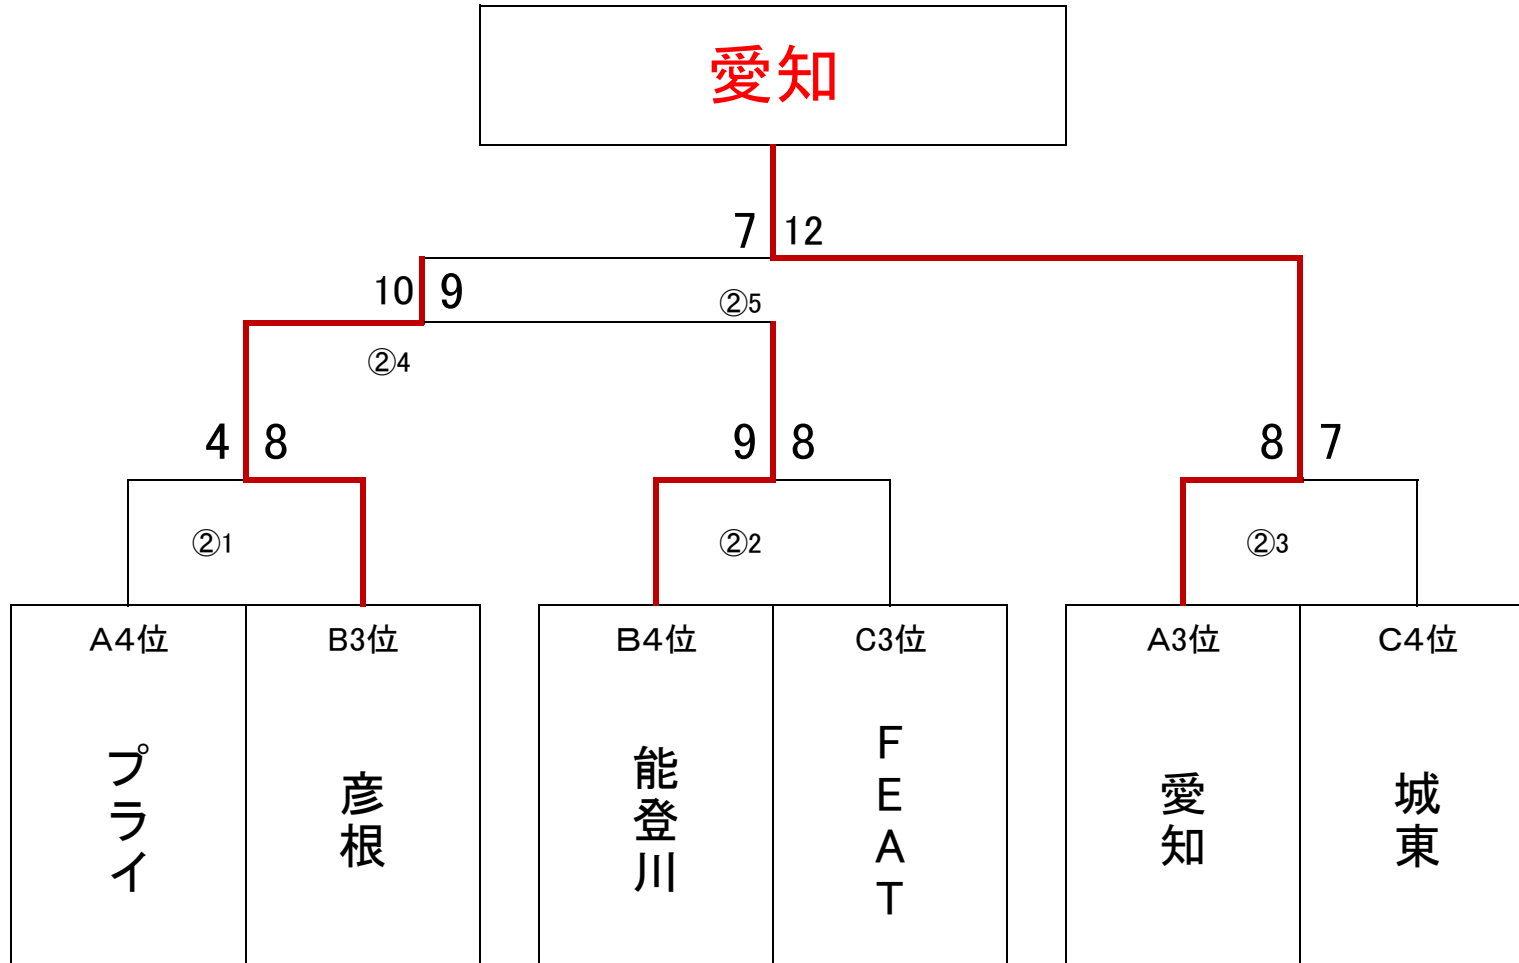 愛知
7 12
10 9
②5
②4
4 8
9 8
8 7
②1
②2
②3
A4位
B3位
B4位
C3位
A3位
C4位
プライ
彦根
能登川
FEAT
愛知
城東